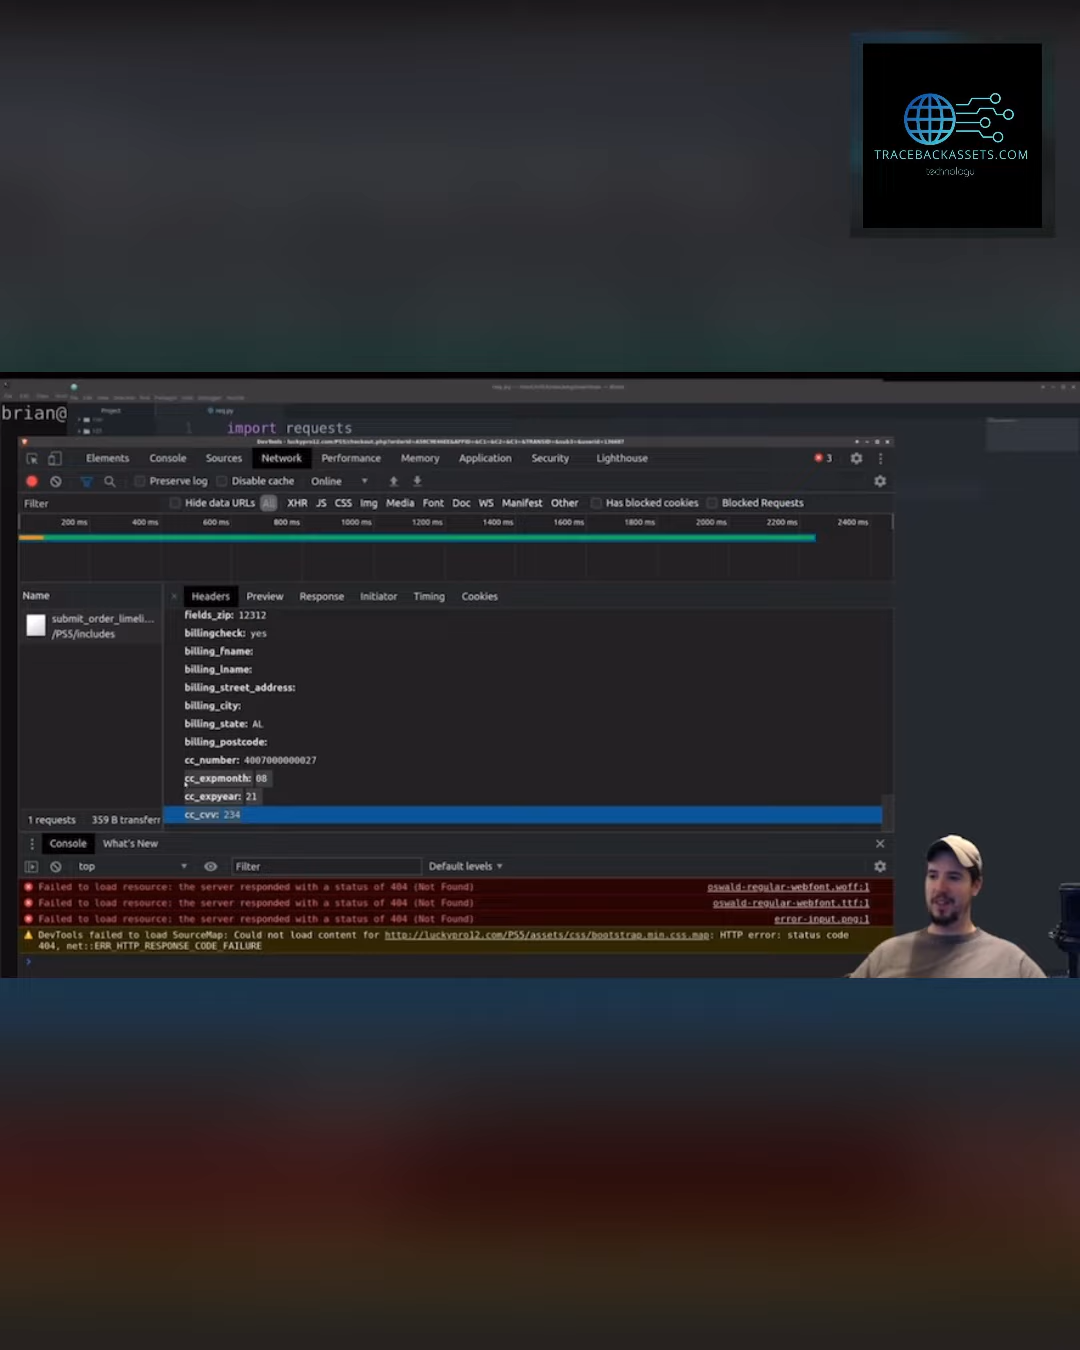 TRACEBACKASSETS.COM
technology
brian@
Project
req.py
1 import requests
DevTools
Elements Console Sources Network Performance Memory Application Security Lighthouse 3
Preserve log Disable cache Online
Filter Hide data URLs All XHR JS CSS Img Media Font Doc WS Manifest Other Has blocked cookies Blocked Requests
200 ms 400 ms 600 ms 800 ms 1000 ms 1200 ms 1400 ms 1600 ms 1800 ms 2000 ms 2200 ms 2400 ms
Name
submit_order_limeli...
/PS5/includes
Headers Preview Response Initiator Timing Cookies
fields_zip: 12312
billingcheck: yes
billing_fname:
billing_lname:
billing_street_address:
billing_city:
billing_state: AL
billing_postcode:
cc_number: 4007000000027
cc_expmonth: 08
cc_expyear: 21
cc_cvv: 234
1 requests 359 B transferr
Console What's New
top Filter Default levels
Failed to load resource: the server responded with a status of 404 (Not Found) oswald-regular-webfont.woff:1
Failed to load resource: the server responded with a status of 404 (Not Found) oswald-regular-webfont.ttf:1
Failed to load resource: the server responded with a status of 404 (Not Found) error-input.png:1
DevTools failed to load SourceMap: Could not load content for http://luckypro12.com/PS5/assets/css/bootstrap.min.css.map: HTTP error: status code
404, net::ERR_HTTP_RESPONSE_CODE_FAILURE